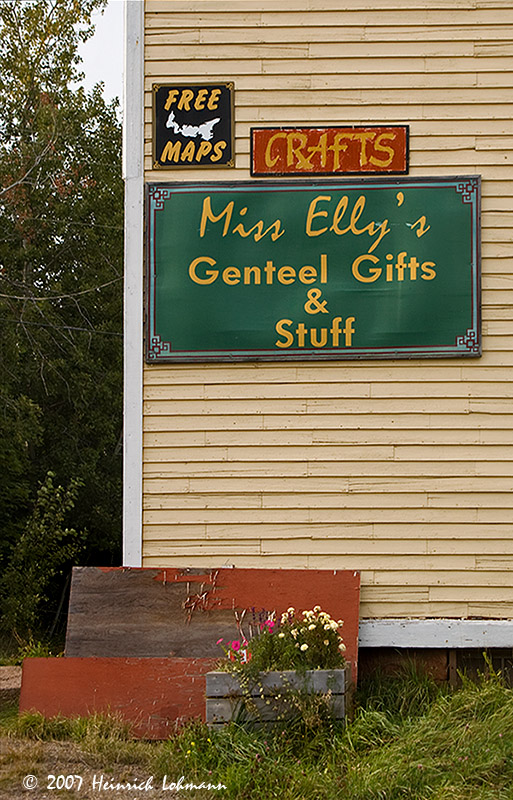 FREE
MAPS
CRAFTS
Miss Elly's
Genteel Gifts
&
Stuff
© 2007 Heinrich Lohmann